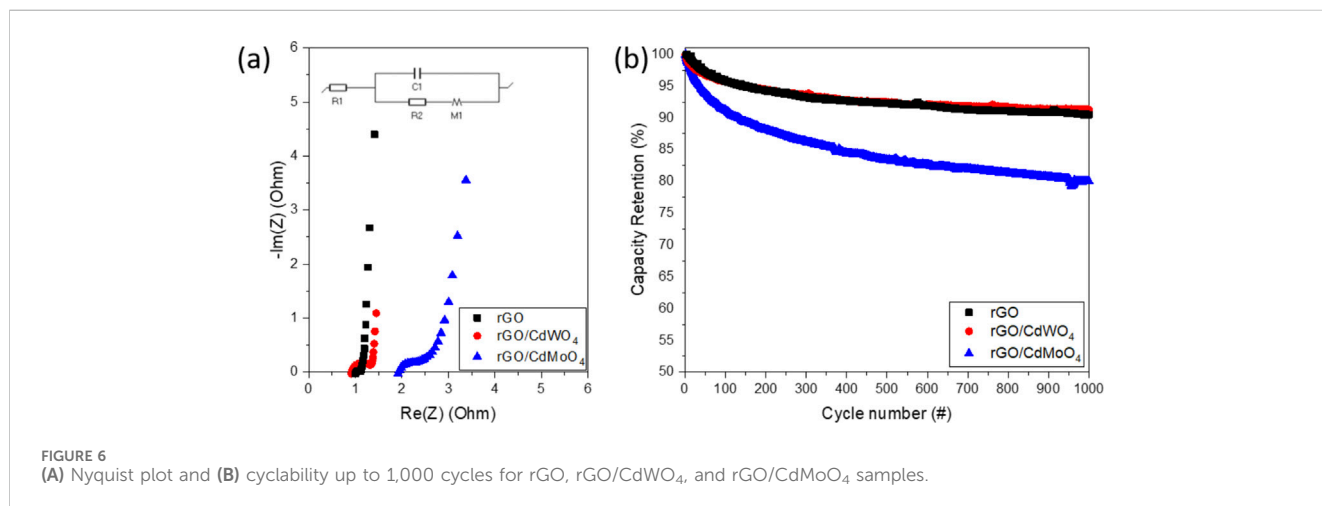 (a)
6
5
4
3
2
1
0
-Im(Z) (Ohm)
R1
C1
R2
M1
rGO
rGO/CdWO₄
rGO/CdMoO₄
0 1 2 3 4 5 6
Re(Z) (Ohm)
(b)
100
95
90
85
80
75
70
65
60
55
50
Capacity Retention (%)
rGO
rGO/CdWO₄
rGO/CdMoO₄
0 100 200 300 400 500 600 700 800 900 1000
Cycle number (#)
FIGURE 6
(A) Nyquist plot and (B) cyclability up to 1,000 cycles for rGO, rGO/CdWO₄, and rGO/CdMoO₄ samples.